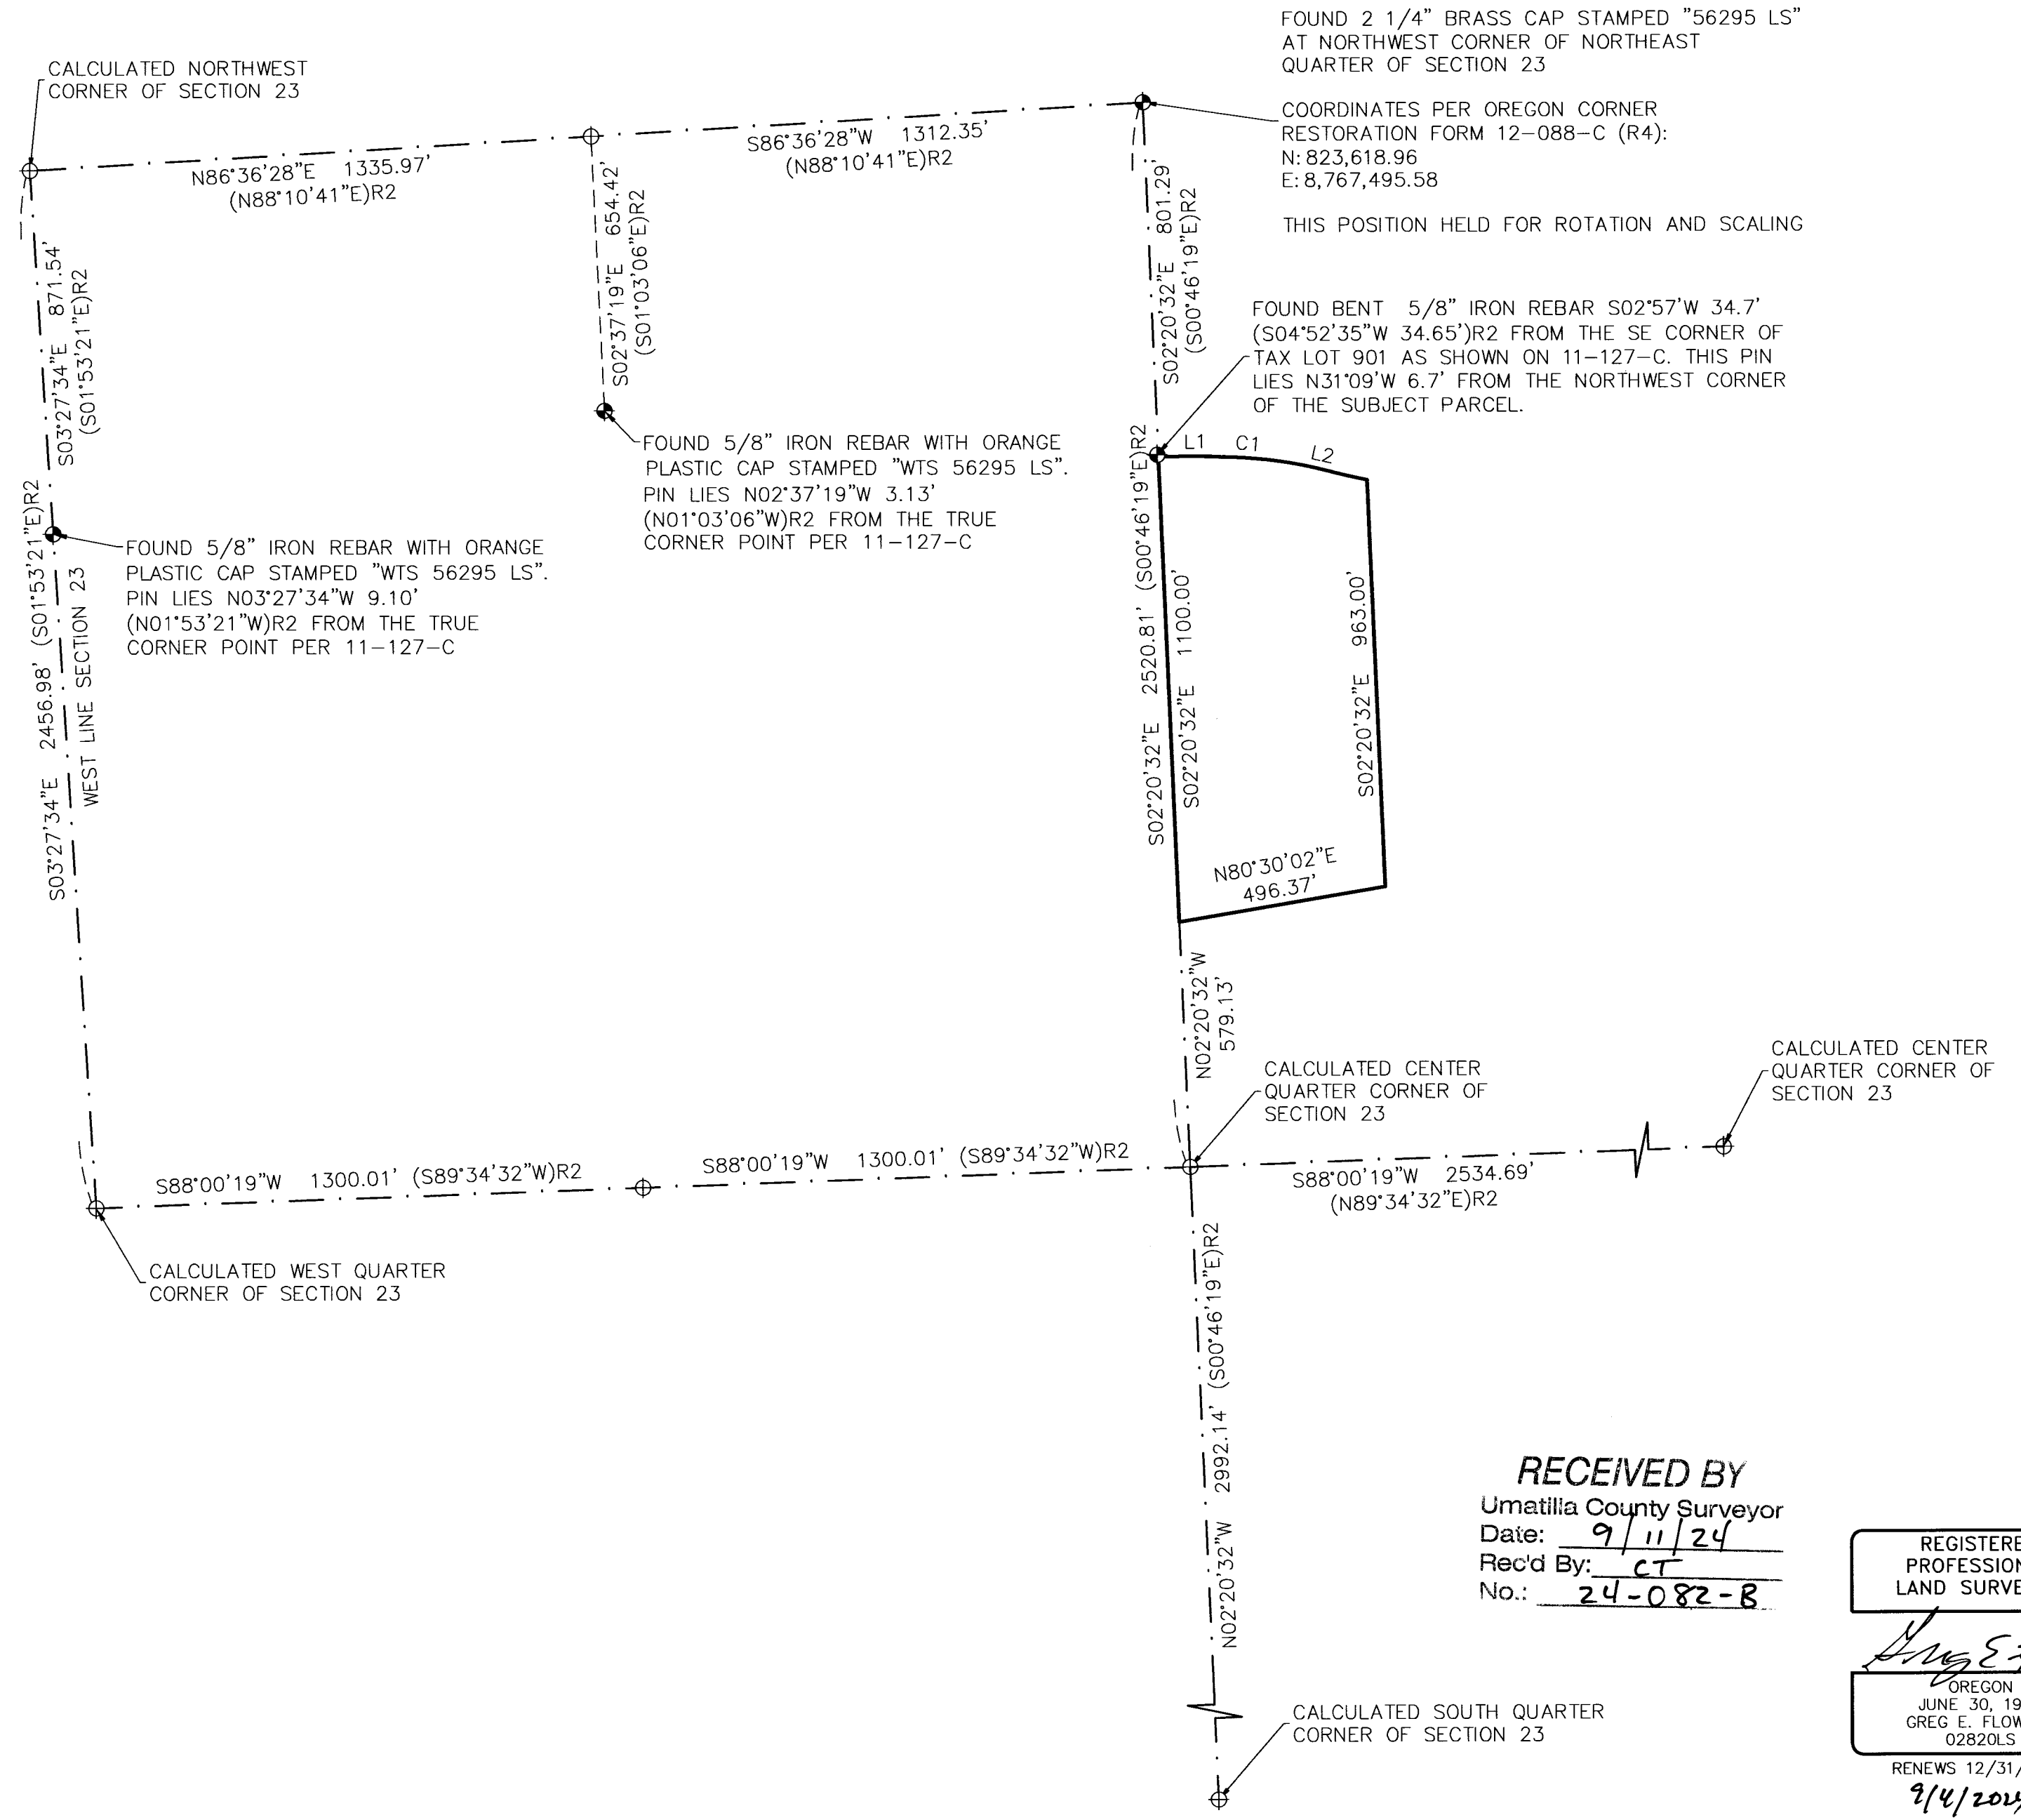 FOUND 2 1/4" BRASS CAP STAMPED "56295 LS"
AT NORTHWEST CORNER OF NORTHEAST
QUARTER OF SECTION 23
COORDINATES PER OREGON CORNER
RESTORATION FORM 12-088-C (R4):
N: 823,618.96
E: 8,767,495.58
THIS POSITION HELD FOR ROTATION AND SCALING
CALCULATED NORTHWEST
CORNER OF SECTION 23
N86°36'28"E 1335.97'
(N88°10'41"E)R2
S86°36'28"W 1312.35'
(N88°10'41"E)R2
S03°27'34"E 871.54'
(S01°53'21"E)R2
S02°37'19"E 654.42'
(S01°03'06"E)R2
S02°20'32"E 801.29'
(S00°46'19"E)R2
FOUND BENT 5/8" IRON REBAR S02°57'W 34.7'
(S04°52'35"W 34.65')R2 FROM THE SE CORNER OF
TAX LOT 901 AS SHOWN ON 11-127-C. THIS PIN
LIES N31°09'W 6.7' FROM THE NORTHWEST CORNER
OF THE SUBJECT PARCEL.
L1 C1 L2
FOUND 5/8" IRON REBAR WITH ORANGE
PLASTIC CAP STAMPED "WTS 56295 LS".
PIN LIES N02°37'19"W 3.13'
(N01°03'06"W)R2 FROM THE TRUE
CORNER POINT PER 11-127-C
FOUND 5/8" IRON REBAR WITH ORANGE
PLASTIC CAP STAMPED "WTS 56295 LS".
PIN LIES N03°27'34"W 9.10'
(N01°53'21"W)R2 FROM THE TRUE
CORNER POINT PER 11-127-C
S03°27'34"E 2456.98' (S01°53'21"E)R2
WEST LINE SECTION 23
S02°20'32"E 2520.81' (S00°46'19"E)R2
S02°20'32"E 1100.00'
S02°20'32"E 963.00'
N80°30'02"E
496.37'
N02°20'32"W
579.13'
CALCULATED CENTER
QUARTER CORNER OF
SECTION 23
CALCULATED CENTER
QUARTER CORNER OF
SECTION 23
S88°00'19"W 1300.01' (S89°34'32"W)R2
S88°00'19"W 1300.01' (S89°34'32"W)R2
S88°00'19"W 2534.69'
(N89°34'32"E)R2
CALCULATED WEST QUARTER
CORNER OF SECTION 23
N02°20'32"W 2992.14' (S00°46'19"E)R2
CALCULATED SOUTH QUARTER
CORNER OF SECTION 23
RECEIVED BY
Umatilla County Surveyor
Date: 9/11/24
Rec'd By: CT
No.: 24-082-B
REGISTERE
PROFESSION
LAND SURVE
Greg E.
OREGON
JUNE 30, 19
GREG E. FLOW
02820LS
RENEWS 12/31/
9/4/2024